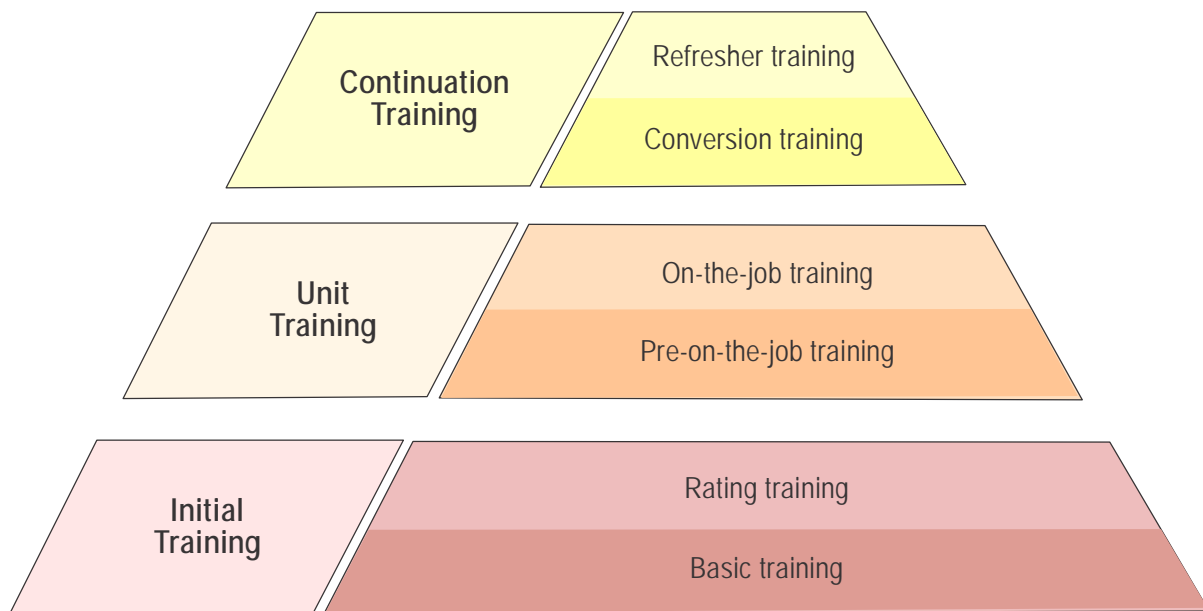 Continuation
Training
Refresher training
Conversion training
Unit
Training
On-the-job training
Pre-on-the-job training
Initial
Training
Rating training
Basic training